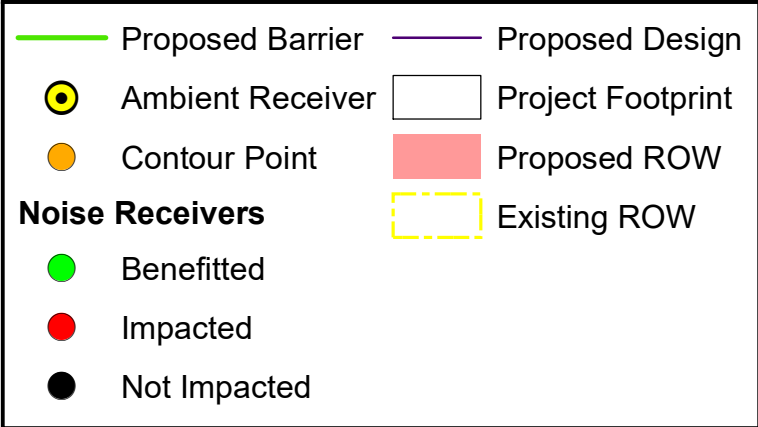 Proposed Barrier
Ambient Receiver
Contour Point
Noise Receivers
Benefitted
Impacted
Not Impacted
Proposed Design
Project Footprint
Proposed ROW
Existing ROW